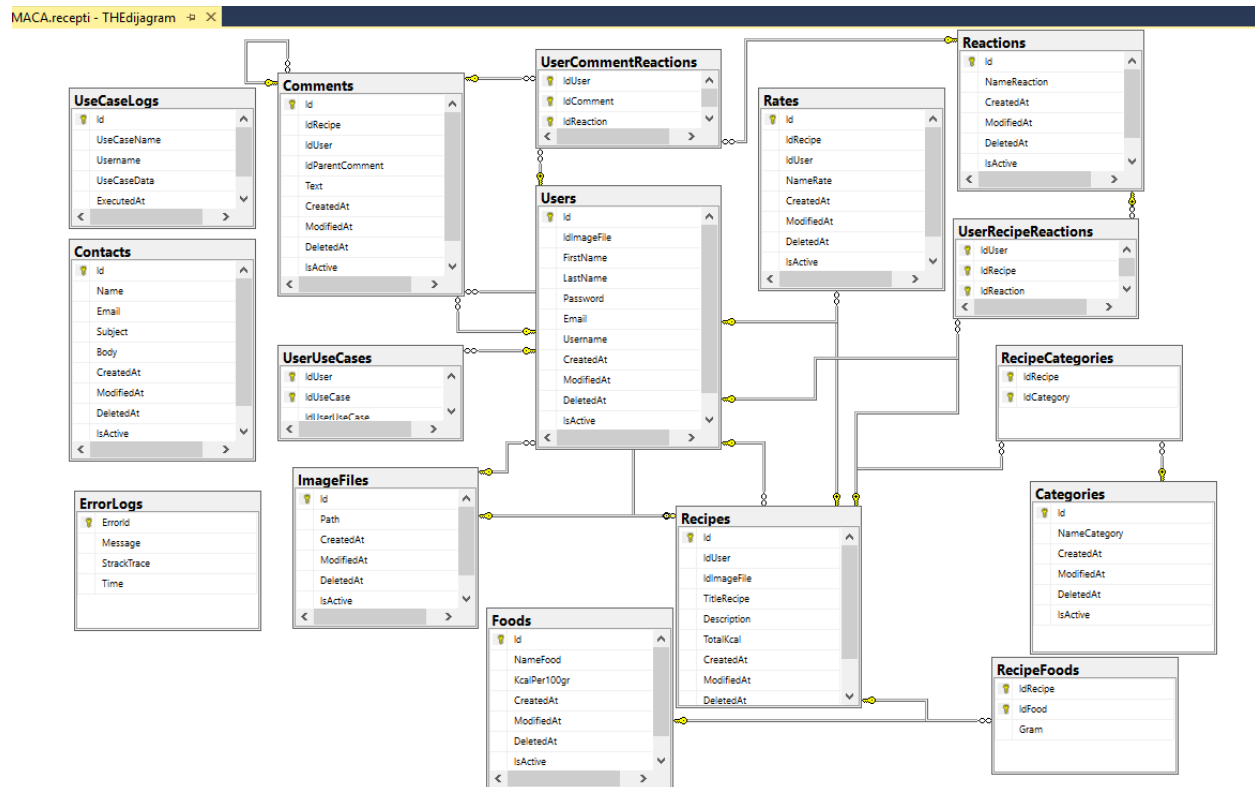 MACA.recepti - THEdijagram
UseCaseLogs
Id
UseCaseName
Username
UseCaseData
ExecutedAt
Contacts
Id
Name
Email
Subject
Body
CreatedAt
ModifiedAt
DeletedAt
IsActive
ErrorLogs
ErrorId
Message
StrackTrace
Time
Comments
Id
IdRecipe
IdUser
IdParentComment
Text
CreatedAt
ModifiedAt
DeletedAt
IsActive
UserUseCases
IdUser
IdUseCase
IdUserUseCase
ImageFiles
Id
Path
CreatedAt
ModifiedAt
DeletedAt
IsActive
UserCommentReactions
IdUser
IdComment
IdReaction
Users
Id
IdImageFile
FirstName
LastName
Password
Email
Username
CreatedAt
ModifiedAt
DeletedAt
IsActive
Foods
Id
NameFood
KcalPer100gr
CreatedAt
ModifiedAt
DeletedAt
IsActive
Rates
Id
IdRecipe
IdUser
NameRate
CreatedAt
ModifiedAt
DeletedAt
IsActive
Recipes
Id
IdUser
IdImageFile
TitleRecipe
Description
TotalKcal
CreatedAt
ModifiedAt
DeletedAt
Reactions
Id
NameReaction
CreatedAt
ModifiedAt
DeletedAt
IsActive
UserRecipeReactions
IdUser
IdRecipe
IdReaction
RecipeCategories
IdRecipe
IdCategory
Categories
Id
NameCategory
CreatedAt
ModifiedAt
DeletedAt
IsActive
RecipeFoods
IdRecipe
IdFood
Gram